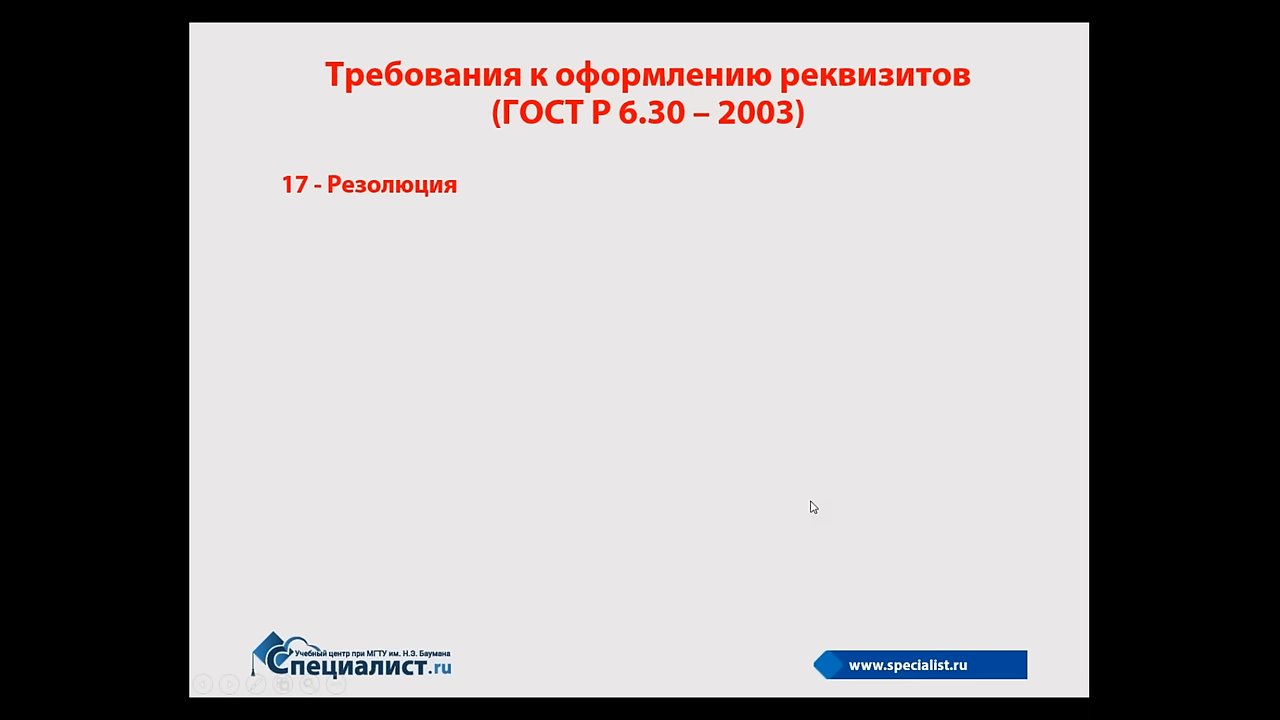 Требования к оформлению реквизитов
(ГОСТ Р 6.30 – 2003)
17 - Резолюция
Учебный центр при МГТУ им. Н.Э. Баумана
Специалист.ru
www.specialist.ru